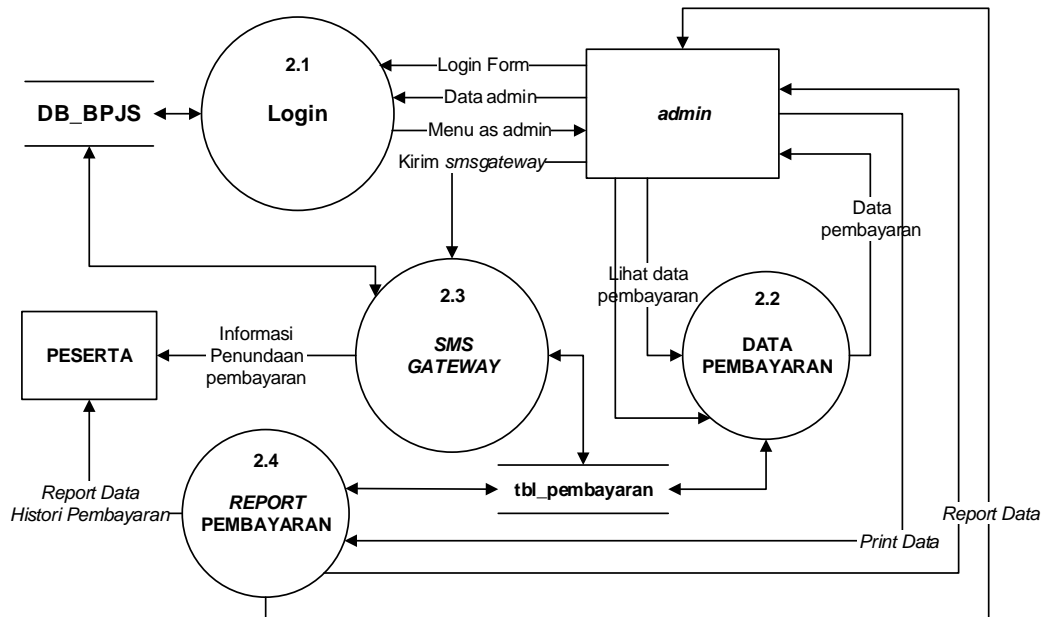 2.1
Login
DB_BPJS
Login Form
Data admin
Menu as admin
Kirim smsgateway
admin
Data
pembayaran
Lihat data
pembayaran
2.3
SMS
GATEWAY
2.2
DATA
PEMBAYARAN
PESERTA
Informasi
Penundaan
pembayaran
2.4
REPORT
PEMBAYARAN
tbl_pembayaran
Report Data
Histori Pembayaran
Report Data
Print Data